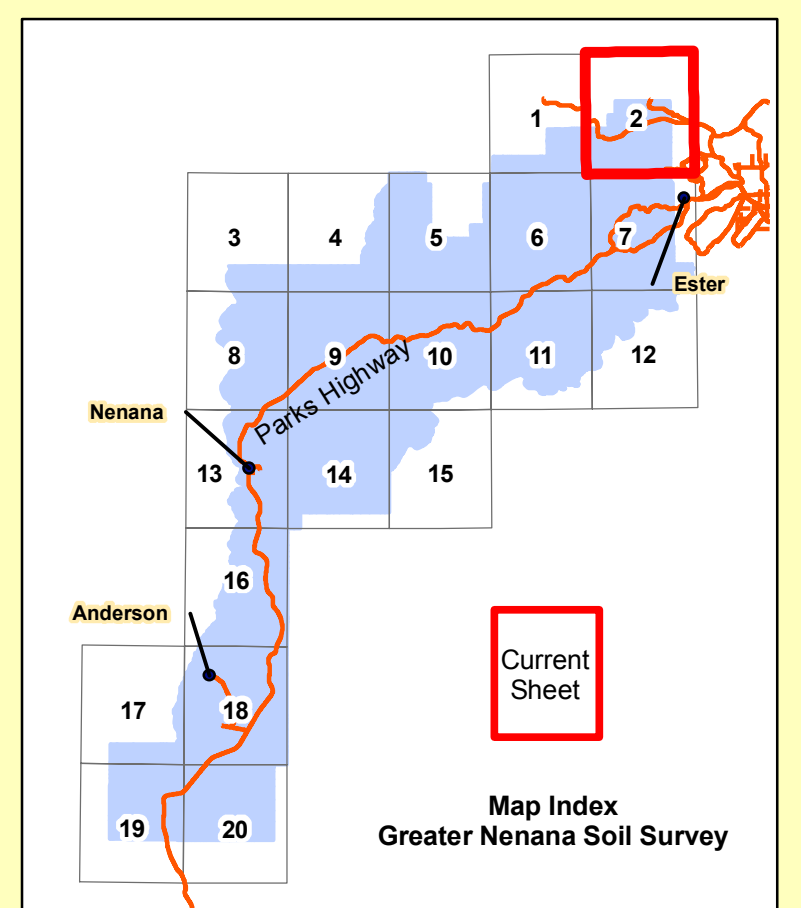 1
2
3
4
5
6
7
Ester
8
9
10
11
12
Parks Highway
Nenana
13
14
15
16
Anderson
17
18
Current
Sheet
19
20
Map Index
Greater Nenana Soil Survey